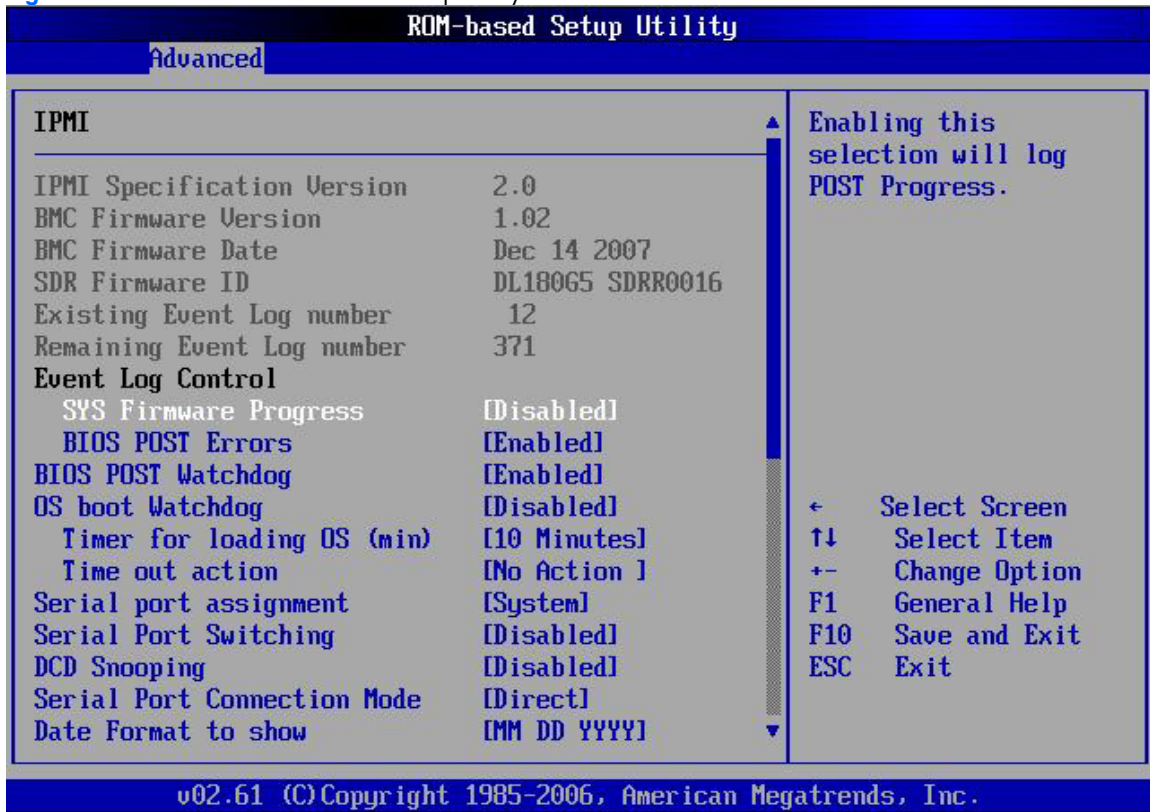 ROM-based Setup Utility
Advanced
IPMI
IPMI Specification Version 2.0
BMC Firmware Version 1.02
BMC Firmware Date Dec 14 2007
SDR Firmware ID DL180G5 SDRR0016
Existing Event Log number 12
Remaining Event Log number 371
Event Log Control
SYS Firmware Progress [Disabled]
BIOS POST Errors [Enabled]
BIOS POST Watchdog [Enabled]
OS boot Watchdog [Disabled]
Timer for loading OS (min) [10 Minutes]
Time out action [No Action ]
Serial port assignment [System]
Serial Port Switching [Disabled]
DCD Snooping [Disabled]
Serial Port Connection Mode [Direct]
Date Format to show [MM DD YYYY]
Enabling this
selection will log
POST Progress.
← Select Screen
↑↓ Select Item
+- Change Option
F1 General Help
F10 Save and Exit
ESC Exit
v02.61 (C)Copyright 1985-2006, American Megatrends, Inc.